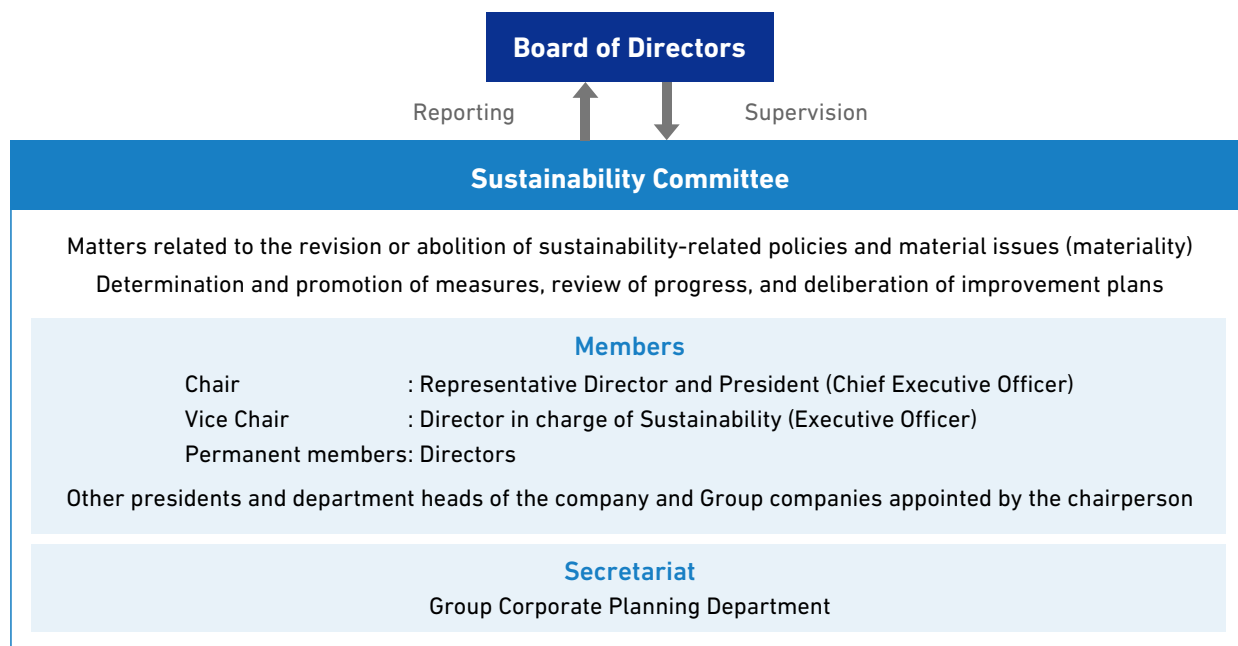 Board of Directors
Reporting
Supervision
Sustainability Committee
Matters related to the revision or abolition of sustainability-related policies and material issues (materiality)
Determination and promotion of measures, review of progress, and deliberation of improvement plans
Members
Chair : Representative Director and President (Chief Executive Officer)
Vice Chair : Director in charge of Sustainability (Executive Officer)
Permanent members: Directors
Other presidents and department heads of the company and Group companies appointed by the chairperson
Secretariat
Group Corporate Planning Department